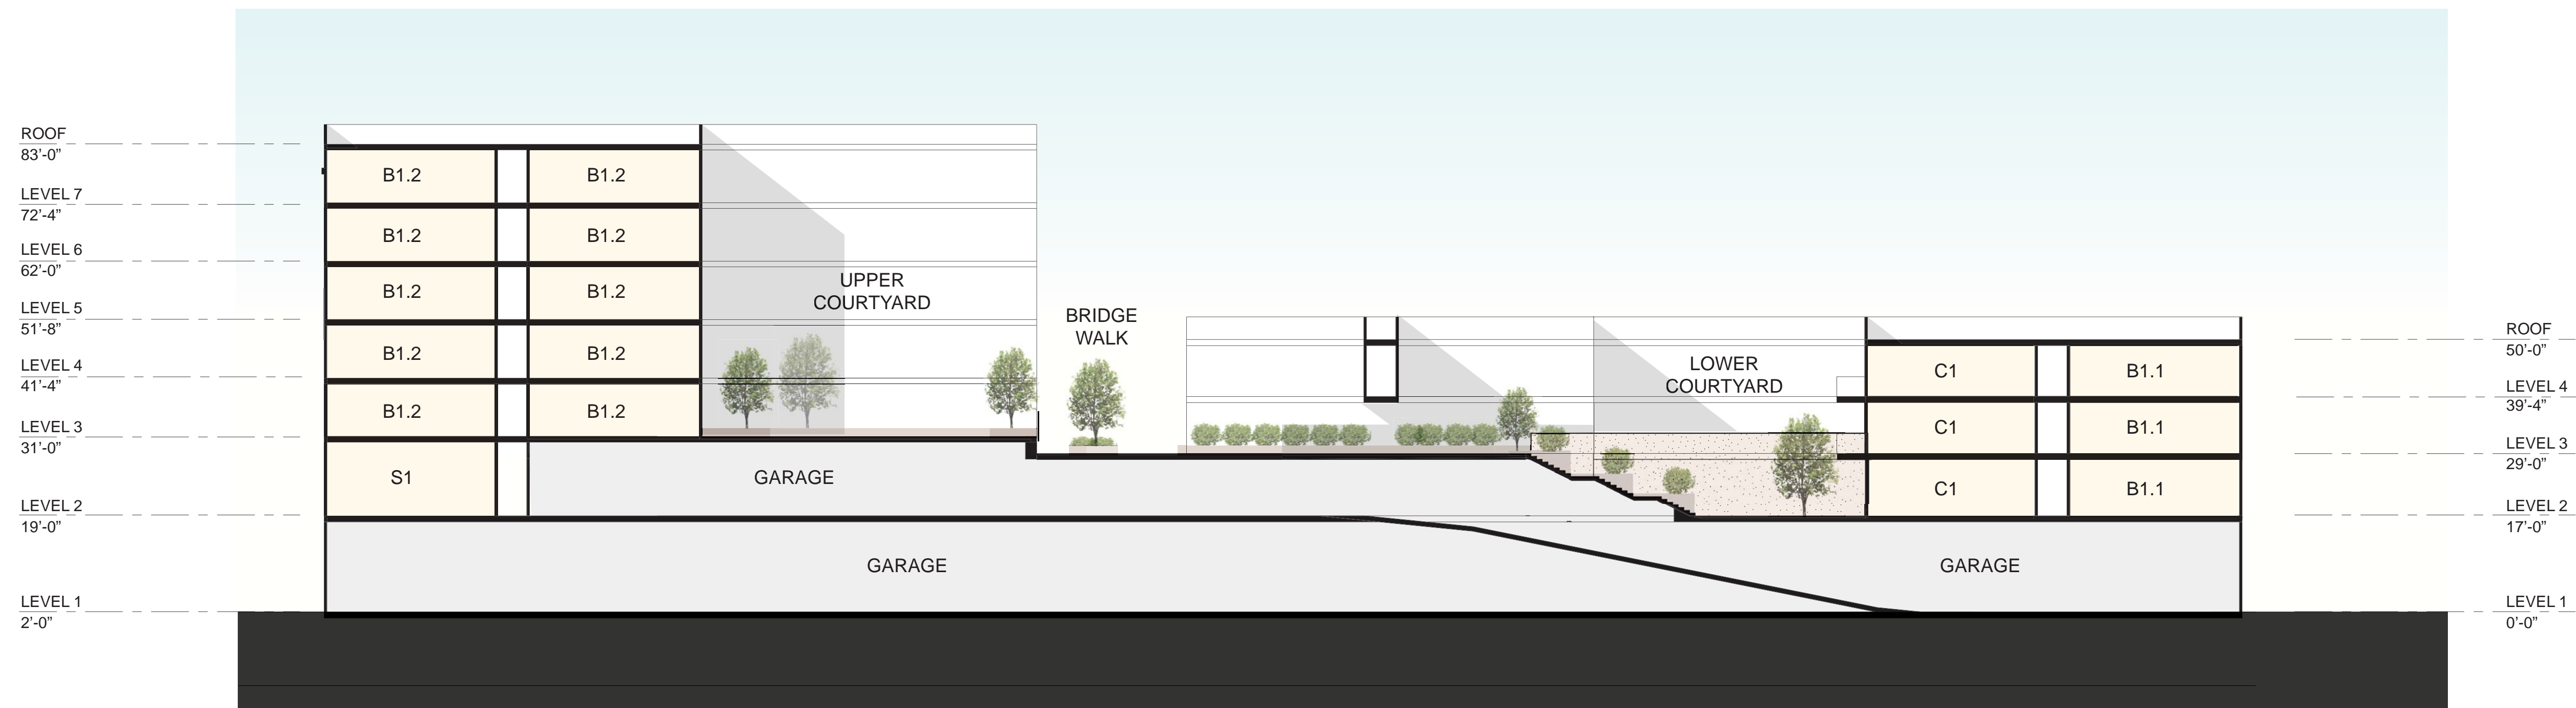 ROOF
83’-0”
LEVEL 7
72’-4”
LEVEL 6
62’-0”
LEVEL 5
51’-8”
LEVEL 4
41’-4”
LEVEL 3
31’-0”
LEVEL 2
19’-0”
LEVEL 1
2’-0”
B1.2 B1.2
B1.2 B1.2
B1.2 B1.2
B1.2 B1.2
B1.2 B1.2
S1
GARAGE
GARAGE
UPPER
COURTYARD
BRIDGE
WALK
LOWER
COURTYARD
C1 B1.1
C1 B1.1
C1 B1.1
GARAGE
ROOF
50’-0”
LEVEL 4
39’-4”
LEVEL 3
29’-0”
LEVEL 2
17’-0”
LEVEL 1
0’-0”